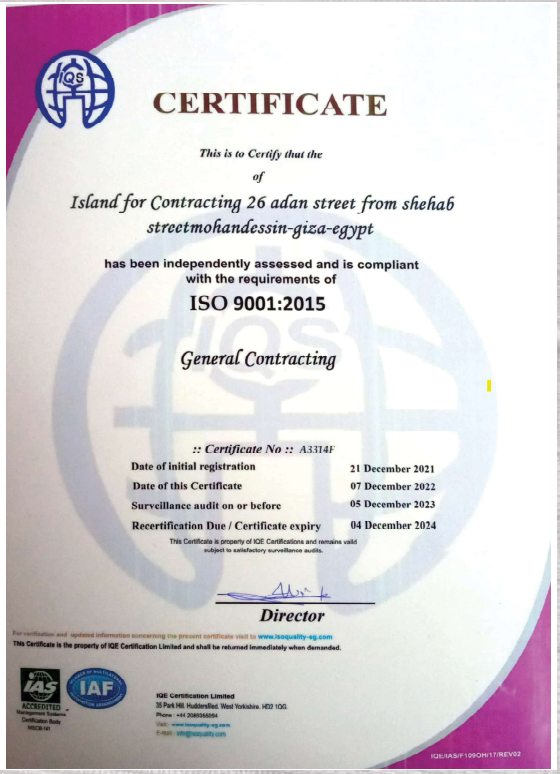 IQS
CERTIFICATE
This is to Certify that the
of
Island for Contracting 26 adan street from shehab
streetmohandessin-giza-egypt
has been independently assessed and is compliant
with the requirements of
ISO 9001:2015
General Contracting
:: Certificate No :: A3314F
Date of initial registration 21 December 2021
Date of this Certificate 07 December 2022
Surveillance audit on or before 05 December 2023
Recertification Due / Certificate expiry 04 December 2024
This Certificate is property of IQE Certifications and remains valid
subject to satisfactory surveillance audits.
Director
For verification and updated information concerning the present certificate visit to www.isoquality-eg.com
This Certificate is the property of IQE Certification Limited and shall be returned immediately when demanded.
IAS
ACCREDITED
Management Systems
Certification Body
MSCB-141
IAF
IQE Certification Limited
35 Park Hill, Huddersfiled, West Yorkshire. HD2 1QG.
Phone : +44 2089366094
Visit : www.isoquality-eg.com
E-mail : info@isoquality.com
IQE/IAS/F109OH/17/REV02